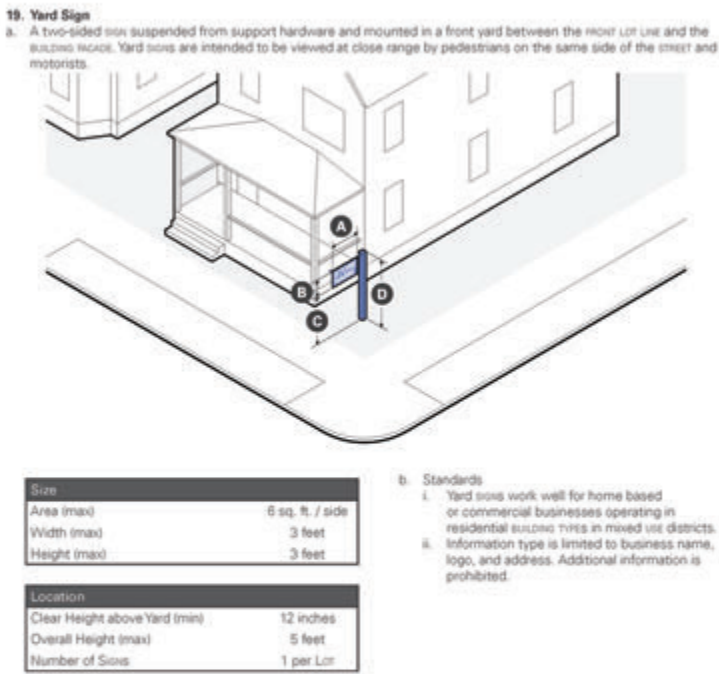 19. Yard Sign
a. A two-sided SIGN suspended from support hardware and mounted in a front yard between the FRONT LOT LINE and the
BUILDING FACADE. Yard SIGNS are intended to be viewed at close range by pedestrians on the same side of the STREET and
motorists.
A
B
D
C
Size
Area (max) 6 sq. ft. / side
Width (max) 3 feet
Height (max) 3 feet
Location
Clear Height above Yard (min) 12 inches
Overall Height (max) 5 feet
Number of SIGNS 1 per LOT
b. Standards
i. Yard SIGNS work well for home based
or commercial businesses operating in
residential BUILDING TYPES in mixed USE districts.
ii. Information type is limited to business name,
logo, and address. Additional information is
prohibited.